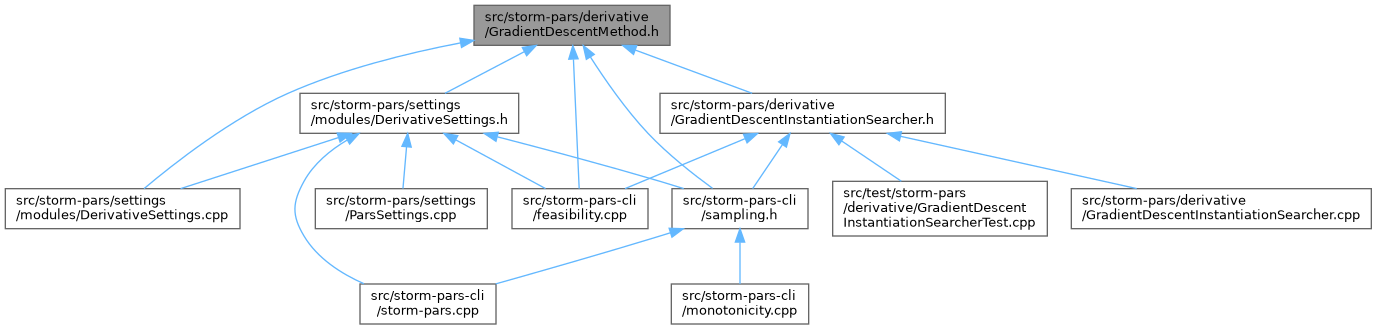 src/storm-pars/derivative
/GradientDescentMethod.h
src/storm-pars/settings
/modules/DerivativeSettings.h
src/storm-pars/derivative
/GradientDescentInstantiationSearcher.h
src/storm-pars/settings
/modules/DerivativeSettings.cpp
src/storm-pars/settings
/ParsSettings.cpp
src/storm-pars-cli
/feasibility.cpp
src/storm-pars-cli
/sampling.h
src/test/storm-pars
/derivative/GradientDescent
InstantiationSearcherTest.cpp
src/storm-pars/derivative
/GradientDescentInstantiationSearcher.cpp
src/storm-pars-cli
/storm-pars.cpp
src/storm-pars-cli
/monotonicity.cpp